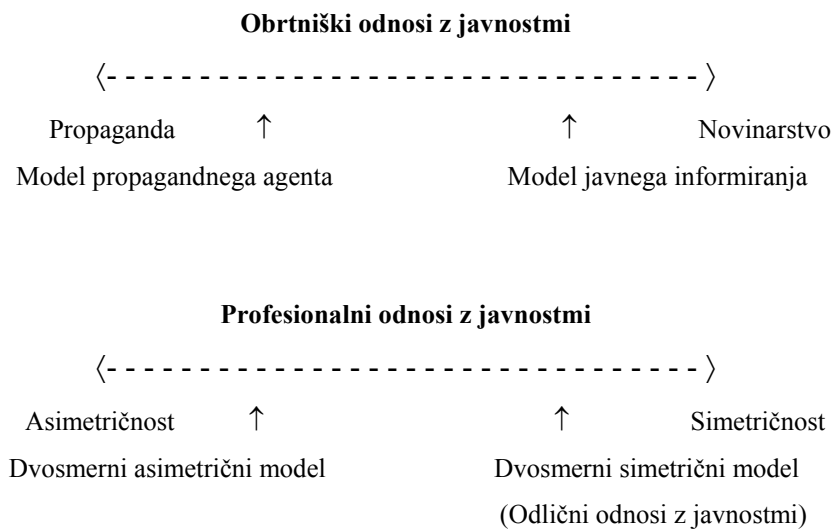 Obrtniški odnosi z javnostmi
〈- - - - - - - - - - - - - - - - - - - - - - - - - - - - - - - - - 〉
Propaganda ↑ ↑ Novinarstvo
Model propagandnega agenta Model javnega informiranja
Profesionalni odnosi z javnostmi
〈- - - - - - - - - - - - - - - - - - - - - - - - - - - - - - - - - 〉
Asimetričnost ↑ ↑ Simetričnost
Dvosmerni asimetrični model Dvosmerni simetrični model
(Odlični odnosi z javnostmi)